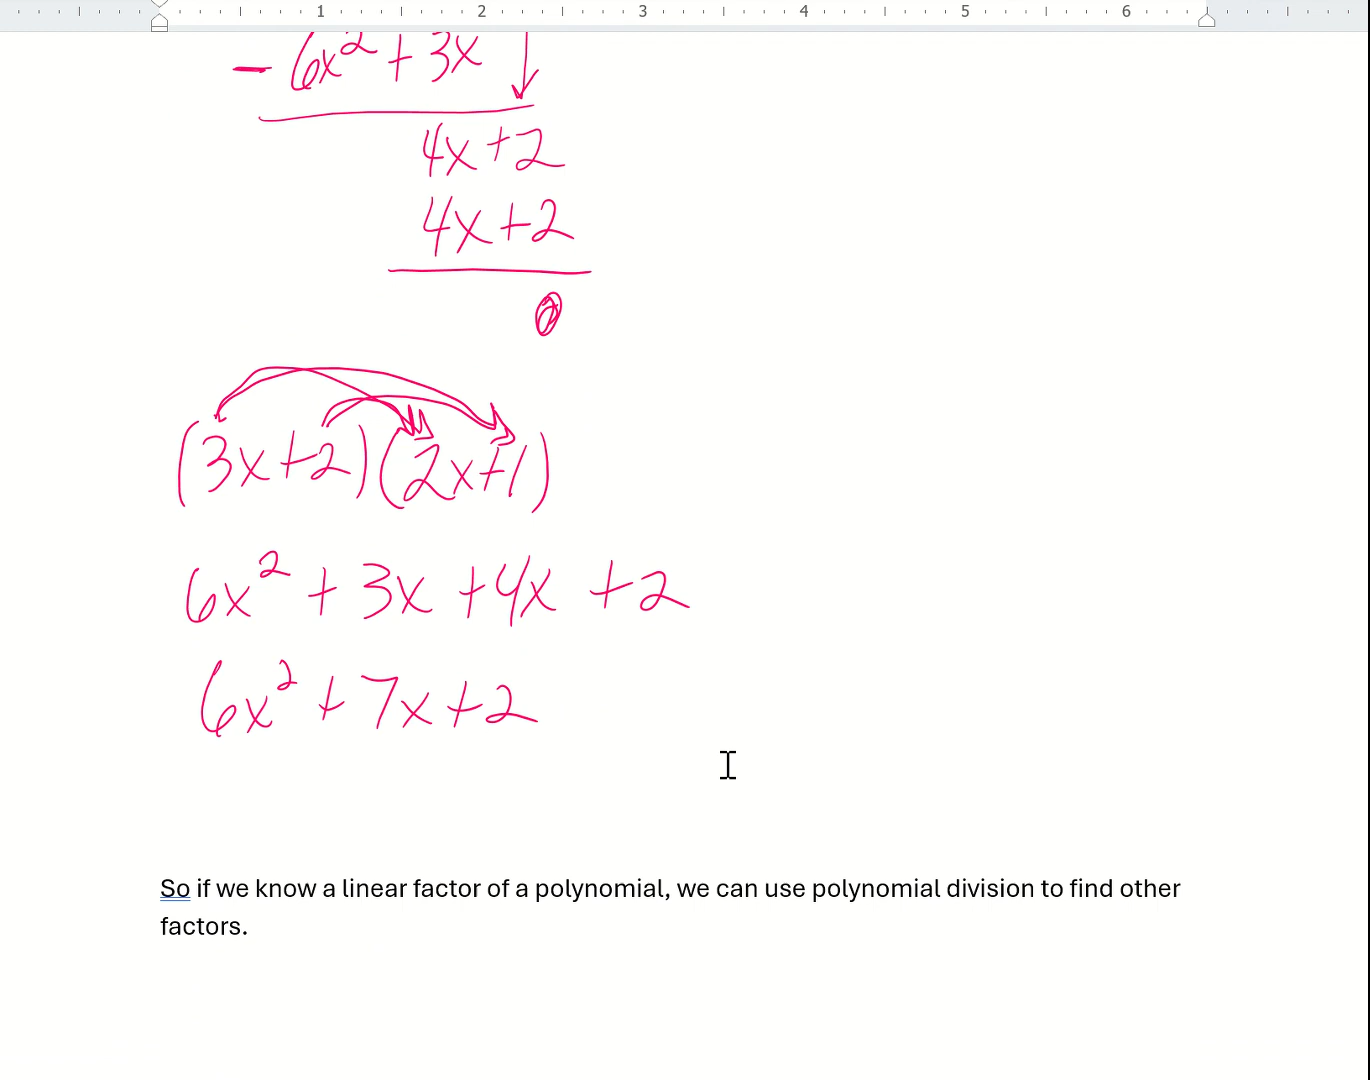 1 2 3 4 5 6
- 6x² + 3x
4x + 2
4x + 2
0
(3x + 2)(2x + 1)
6x² + 3x + 4x + 2
6x² + 7x + 2
So if we know a linear factor of a polynomial, we can use polynomial division to find other
factors.